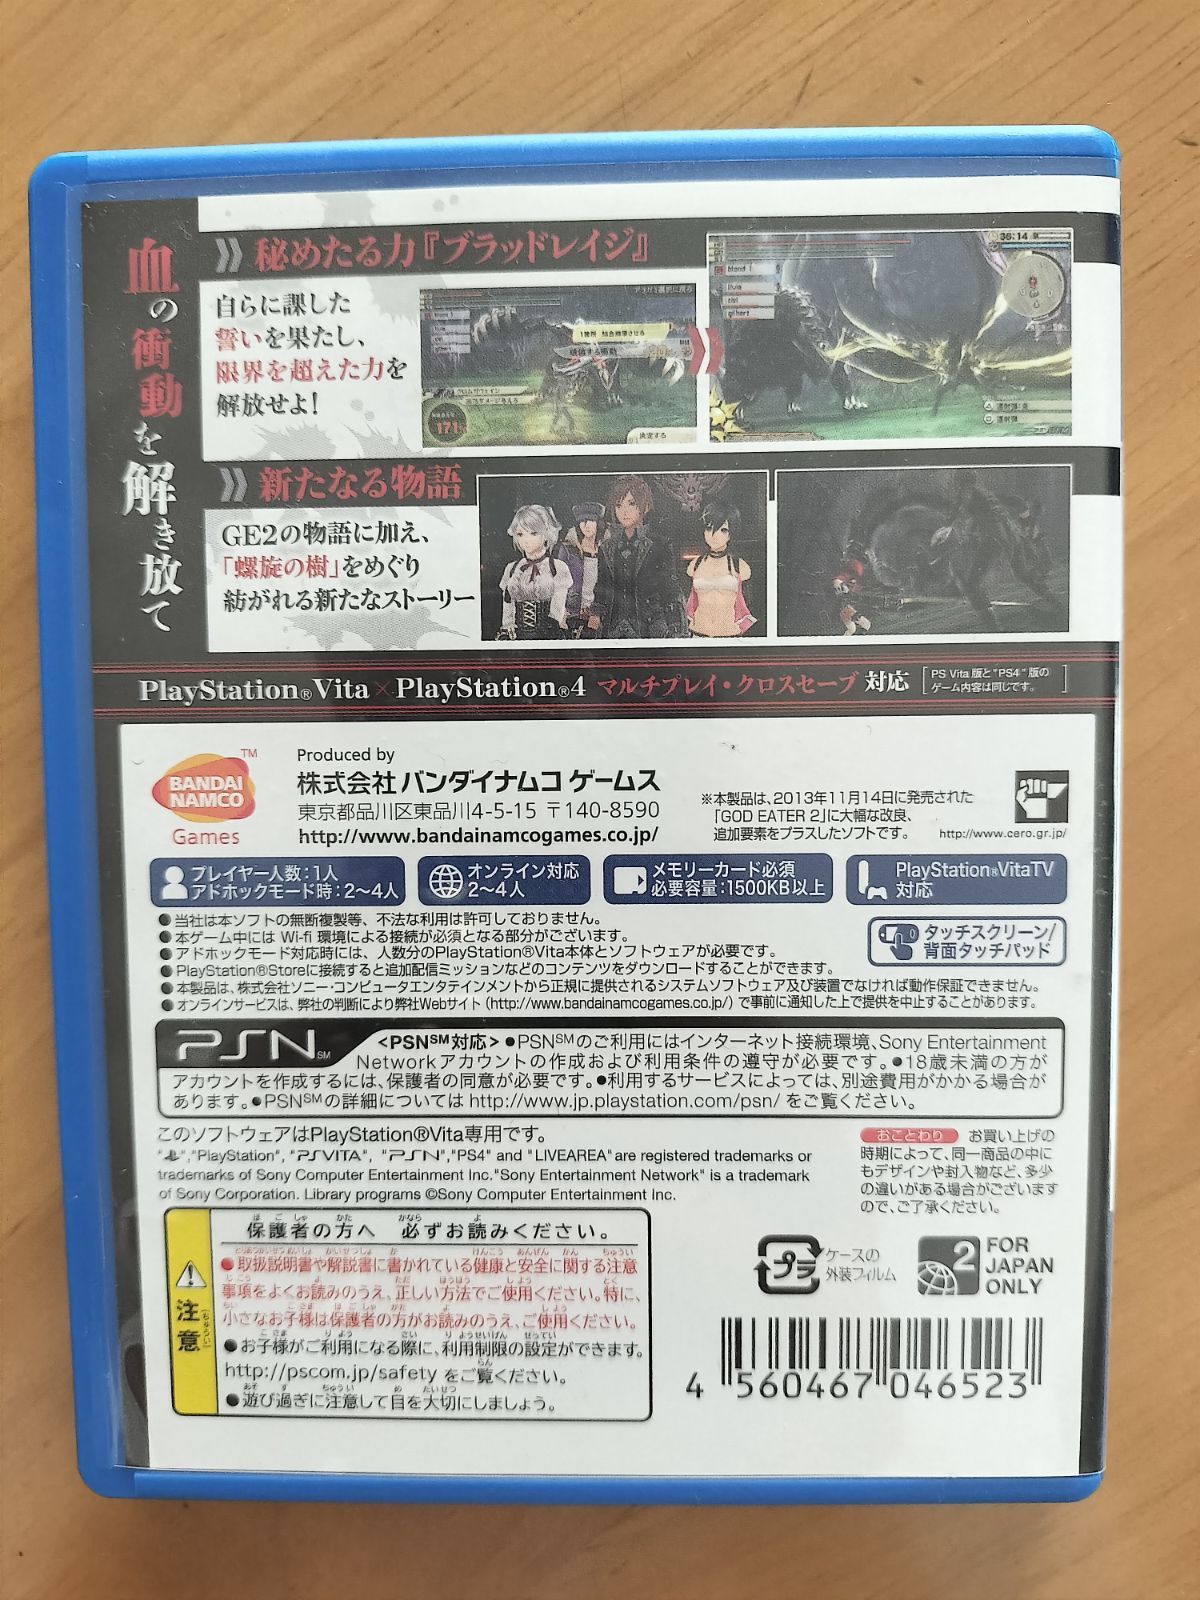 血の衝動を解き放て
秘めたる力『ブラッドレイジ』
自らに課した
誓いを果たし、
限界を超えた力を
解放せよ!
アラガミ選択に戻る
171
決定する
36:14
blood 1
livie
ciel
gilbert
新たなる物語
GE2の物語に加え、
「螺旋の樹」をめぐり
紡がれる新たなストーリー
PlayStation®Vita×PlayStation®4 マルチプレイ・クロスセーブ 対応
PS Vita版と"PS4"版の
ゲーム内容は同じです。
BANDAI
NAMCO
TM
Games
Produced by
株式会社 バンダイナムコ ゲームス
東京都品川区東品川4-5-15 〒140-8590
http://www.bandainamcogames.co.jp/
※本製品は、2013年11月14日に発売された
「GOD EATER 2」に大幅な改良、
追加要素をプラスしたソフトです。
http://www.cero.gr.jp/
プレイヤー人数:1人
アドホックモード時:2~4人
オンライン対応
2~4人
メモリーカード必須
必要容量:1500KB以上
PlayStation®VitaTV
対応
●当社は本ソフトの無断複製等、不法な利用は許可しておりません。
●本ゲーム中には Wi-fi 環境による接続が必須となる部分がございます。
●アドホックモード対応時には、人数分のPlayStation®Vita本体とソフトウェアが必要です。
●PlayStation®Storeに接続すると追加配信ミッションなどのコンテンツをダウンロードすることができます。
●本製品は、株式会社ソニー・コンピュータエンタテインメントから正規に提供されるシステムソフトウェア及び装置でなければ動作保証できません。
●オンラインサービスは、弊社の判断により弊社Webサイト(http://www.bandainamcogames.co.jp/)で事前に通知した上で提供を中止することがあります。
タッチスクリーン/
背面タッチパッド
PSN SM
<PSN℠対応>●PSN℠のご利用にはインターネット接続環境、Sony Entertainment
Networkアカウントの作成および利用条件の遵守が必要です。●18歳未満の方が
アカウントを作成するには、保護者の同意が必要です。●利用するサービスによっては、別途費用がかかる場合が
あります。●PSN℠の詳細については http://www.jp.playstation.com/psn/ をご覧ください。
このソフトウェアはPlayStation®Vita専用です。
"","PlayStation", "PSVITA", "PSN","PS4" and "LIVEAREA" are registered trademarks or
trademarks of Sony Computer Entertainment Inc."Sony Entertainment Network" is a trademark
of Sony Corporation. Library programs ©Sony Computer Entertainment Inc.
おことわり お買い上げの
時期によって、同一商品の中に
もデザインや封入物など、多少
の違いがある場合がございます
ので、ご了承ください。
注意
保護者の方へ 必ずお読みください。
●取扱説明書や解説書に書かれている健康と安全に関する注意
事項をよくお読みのうえ、正しい方法でご使用ください。特に、
小さなお子様は保護者の方がお読みのうえ、ご使用ください。
●お子様がご利用になる際に、利用制限の設定ができます。
http://pscom.jp/safety をご覧ください。
●遊び過ぎに注意して目を大切にしましょう。
プラ
ケースの
外装フィルム
2
FOR
JAPAN
ONLY
4 560467 046523